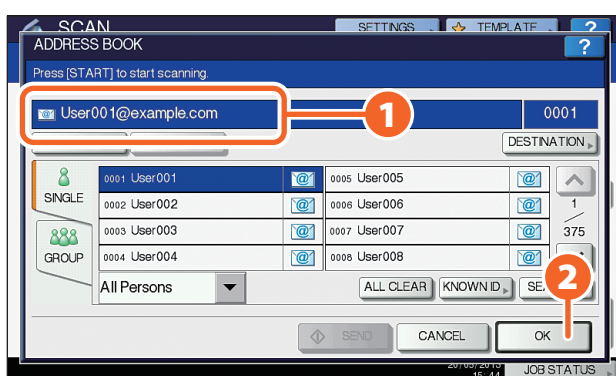 SCAN SETTINGS TEMPLATE ?
ADDRESS BOOK ?
Press [START] to start scanning.
User001@example.com 1 0001
DESTINATION
SINGLE
GROUP
0001 User001 @ 0005 User005 @
0002 User002 @ 0006 User006 @
0003 User003 @ 0007 User007 @
0004 User004 @ 0008 User008 @
1
375
All Persons ALL CLEAR KNOWN ID 2
SEND CANCEL OK
15:44 JOB STATUS